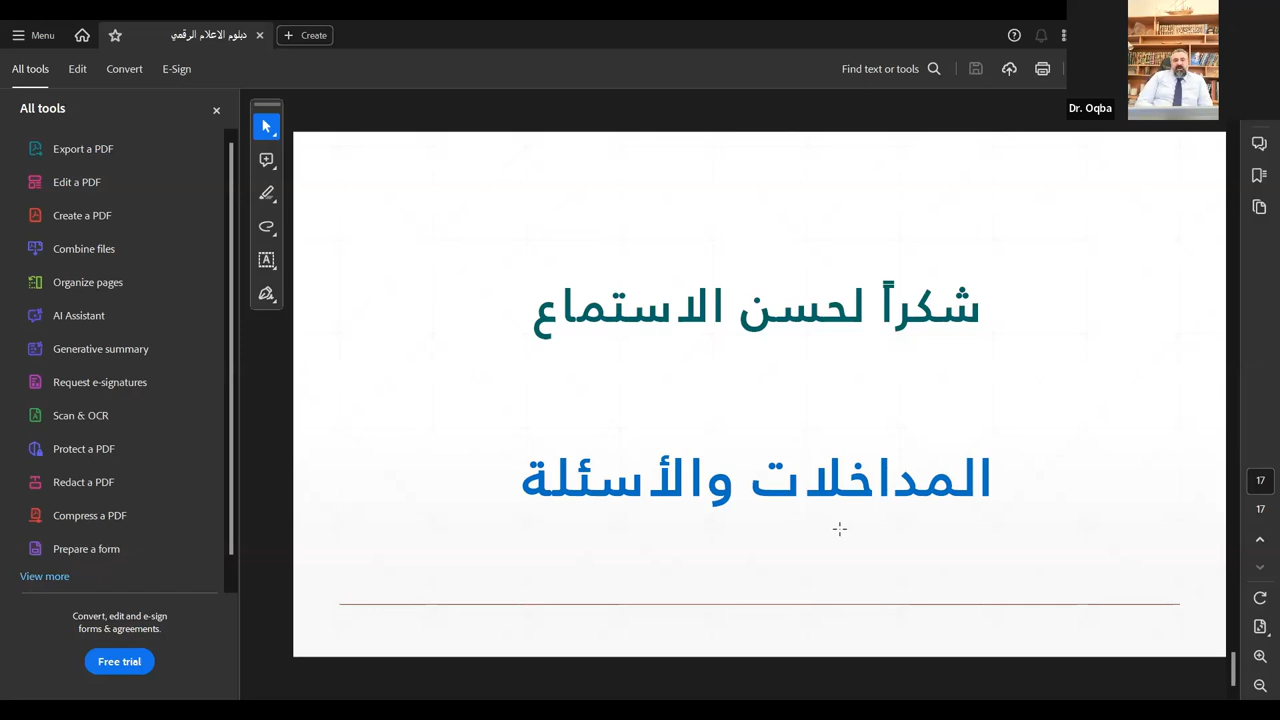 Menu
دبلوم الاعلام الرقمي
Create
All tools
Edit
Convert
E-Sign
Find text or tools
Dr. Oqba
All tools
Export a PDF
Edit a PDF
Create a PDF
Combine files
Organize pages
AI Assistant
Generative summary
Request e-signatures
Scan & OCR
Protect a PDF
Redact a PDF
Compress a PDF
Prepare a form
View more
Convert, edit and e-sign
forms & agreements.
Free trial
شكراً لحسن الاستماع
المداخلات والأسئلة
17
17